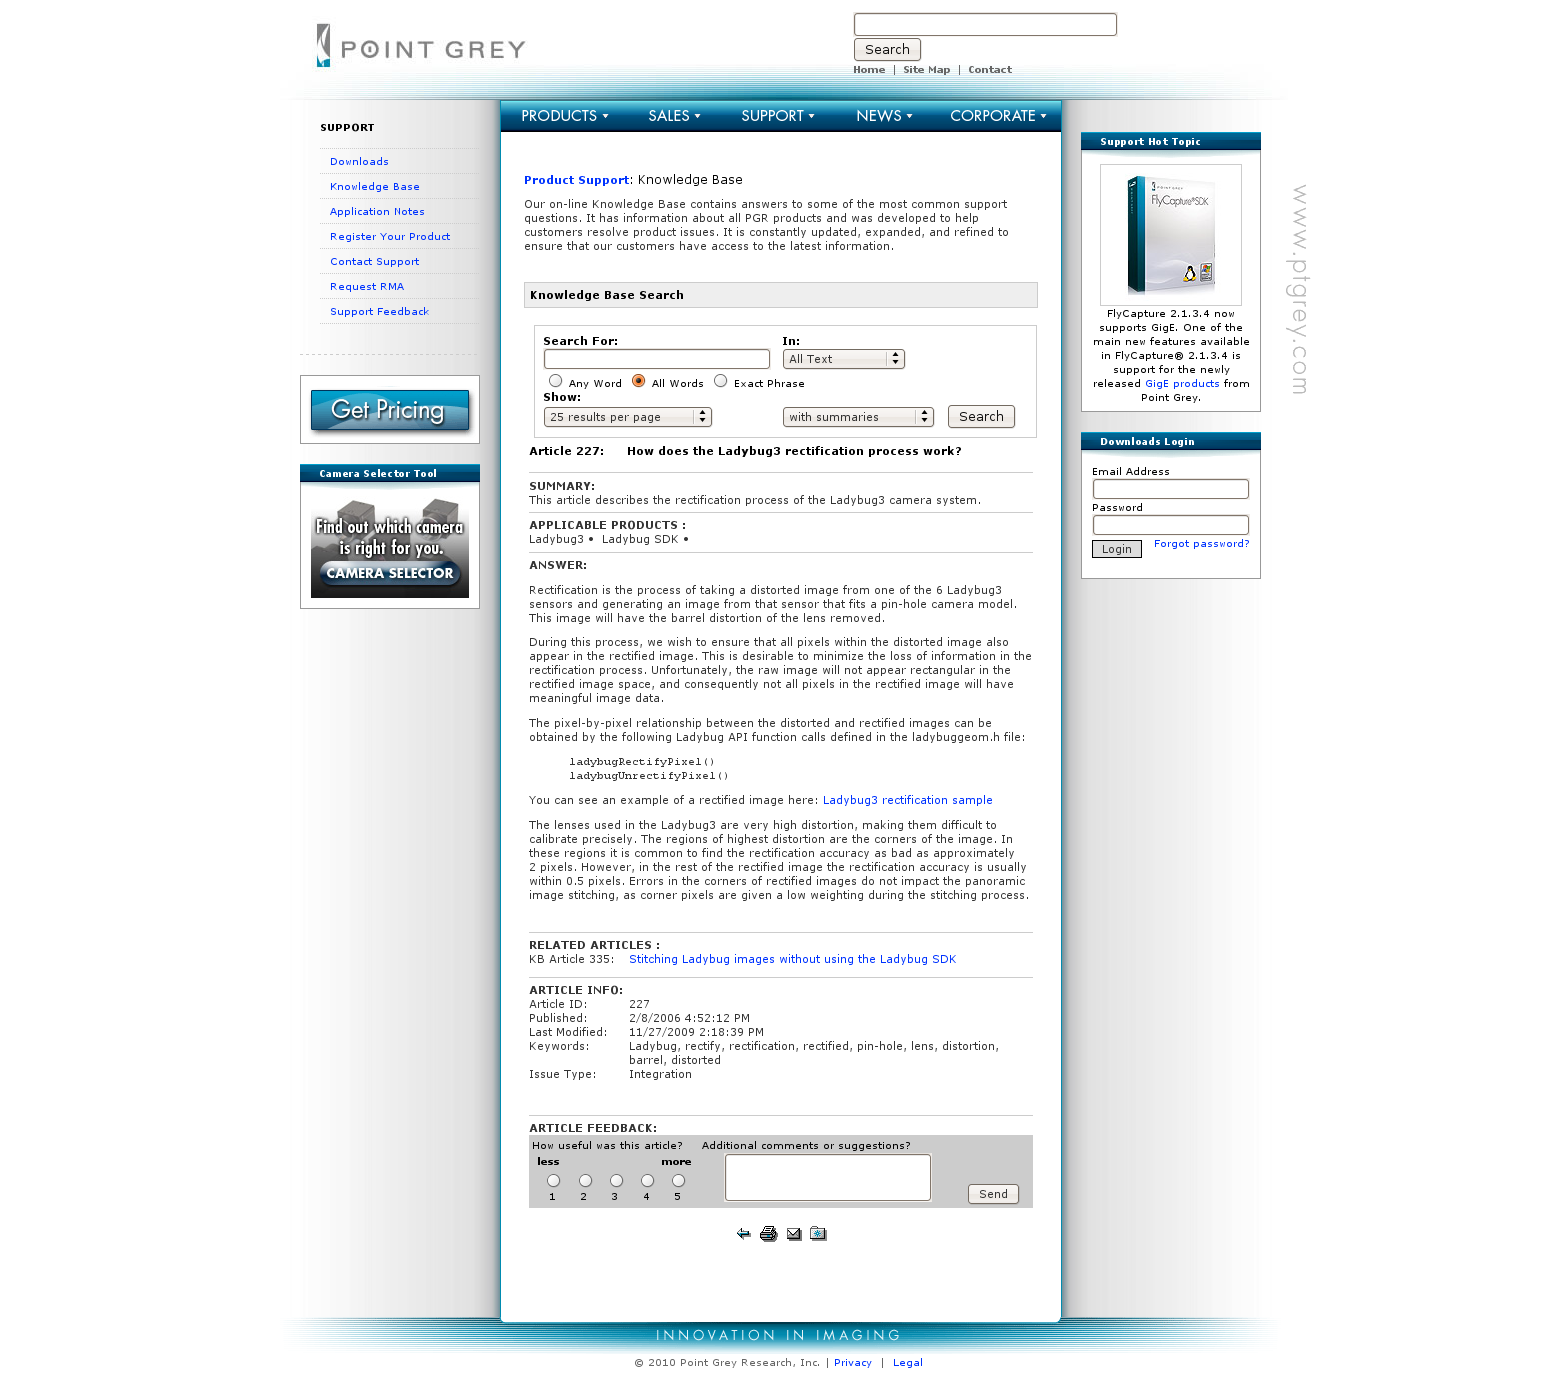 POINT GREY
Search
Home | Site Map | Contact
PRODUCTS SALES SUPPORT NEWS CORPORATE
SUPPORT
Downloads
Knowledge Base
Application Notes
Register Your Product
Contact Support
Request RMA
Support Feedback
Get Pricing
Camera Selector Tool
Find out which camera
is right for you.
CAMERA SELECTOR
Product Support: Knowledge Base
Our on-line Knowledge Base contains answers to some of the most common support
questions. It has information about all PGR products and was developed to help
customers resolve product issues. It is constantly updated, expanded, and refined to
ensure that our customers have access to the latest information.
Knowledge Base Search
Search For: In:
All Text
Any Word All Words Exact Phrase
Show:
25 results per page with summaries Search
Article 227: How does the Ladybug3 rectification process work?
SUMMARY:
This article describes the rectification process of the Ladybug3 camera system.
APPLICABLE PRODUCTS :
Ladybug3 • Ladybug SDK •
ANSWER:
Rectification is the process of taking a distorted image from one of the 6 Ladybug3
sensors and generating an image from that sensor that fits a pin-hole camera model.
This image will have the barrel distortion of the lens removed.
During this process, we wish to ensure that all pixels within the distorted image also
appear in the rectified image. This is desirable to minimize the loss of information in the
rectification process. Unfortunately, the raw image will not appear rectangular in the
rectified image space, and consequently not all pixels in the rectified image will have
meaningful image data.
The pixel-by-pixel relationship between the distorted and rectified images can be
obtained by the following Ladybug API function calls defined in the ladybuggeom.h file:
ladybugRectifyPixel()
ladybugUnrectifyPixel()
You can see an example of a rectified image here: Ladybug3 rectification sample
The lenses used in the Ladybug3 are very high distortion, making them difficult to
calibrate precisely. The regions of highest distortion are the corners of the image. In
these regions it is common to find the rectification accuracy as bad as approximately
2 pixels. However, in the rest of the rectified image the rectification accuracy is usually
within 0.5 pixels. Errors in the corners of rectified images do not impact the panoramic
image stitching, as corner pixels are given a low weighting during the stitching process.
RELATED ARTICLES :
KB Article 335: Stitching Ladybug images without using the Ladybug SDK
ARTICLE INFO:
Article ID: 227
Published: 2/8/2006 4:52:12 PM
Last Modified: 11/27/2009 2:18:39 PM
Keywords: Ladybug, rectify, rectification, rectified, pin-hole, lens, distortion,
barrel, distorted
Issue Type: Integration
ARTICLE FEEDBACK:
How useful was this article? Additional comments or suggestions?
less more
1 2 3 4 5
Send
Support Hot Topic
POINT GREY
FlyCapture®SDK
FlyCapture 2.1.3.4 now
supports GigE. One of the
main new features available
in FlyCapture® 2.1.3.4 is
support for the newly
released GigE products from
Point Grey.
Downloads Login
Email Address
Password
Login Forgot password?
www.ptgrey.com
INNOVATION IN IMAGING
© 2010 Point Grey Research, Inc. | Privacy | Legal